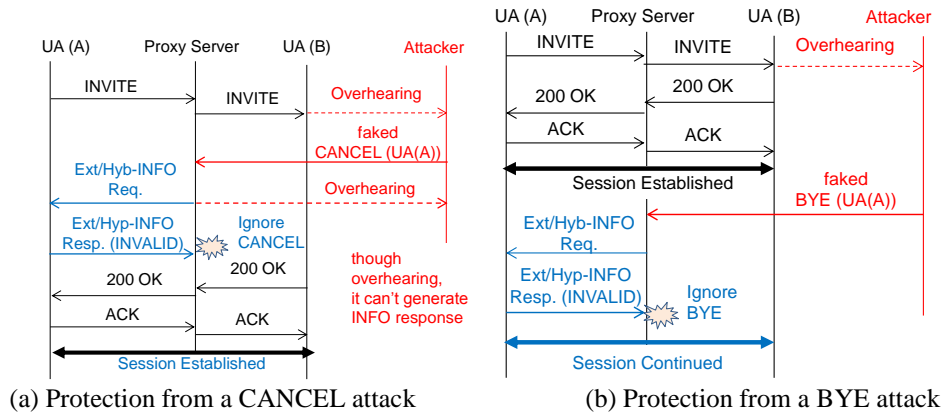 UA (A) Proxy Server UA (B) Attacker
INVITE
INVITE
Overhearing
faked
CANCEL (UA(A))
Ext/Hyb-INFO
Req.
Overhearing
Ext/Hyp-INFO
Resp. (INVALID)
Ignore
CANCEL
200 OK
200 OK
though
overhearing,
it can't generate
INFO response
ACK
ACK
Session Established
(a) Protection from a CANCEL attack
UA (A) Proxy Server UA (B) Attacker
INVITE
INVITE
Overhearing
200 OK
200 OK
ACK
ACK
Session Established
faked
BYE (UA(A))
Ext/Hyb-INFO
Req.
Ext/Hyp-INFO
Resp. (INVALID)
Ignore
BYE
Session Continued
(b) Protection from a BYE attack